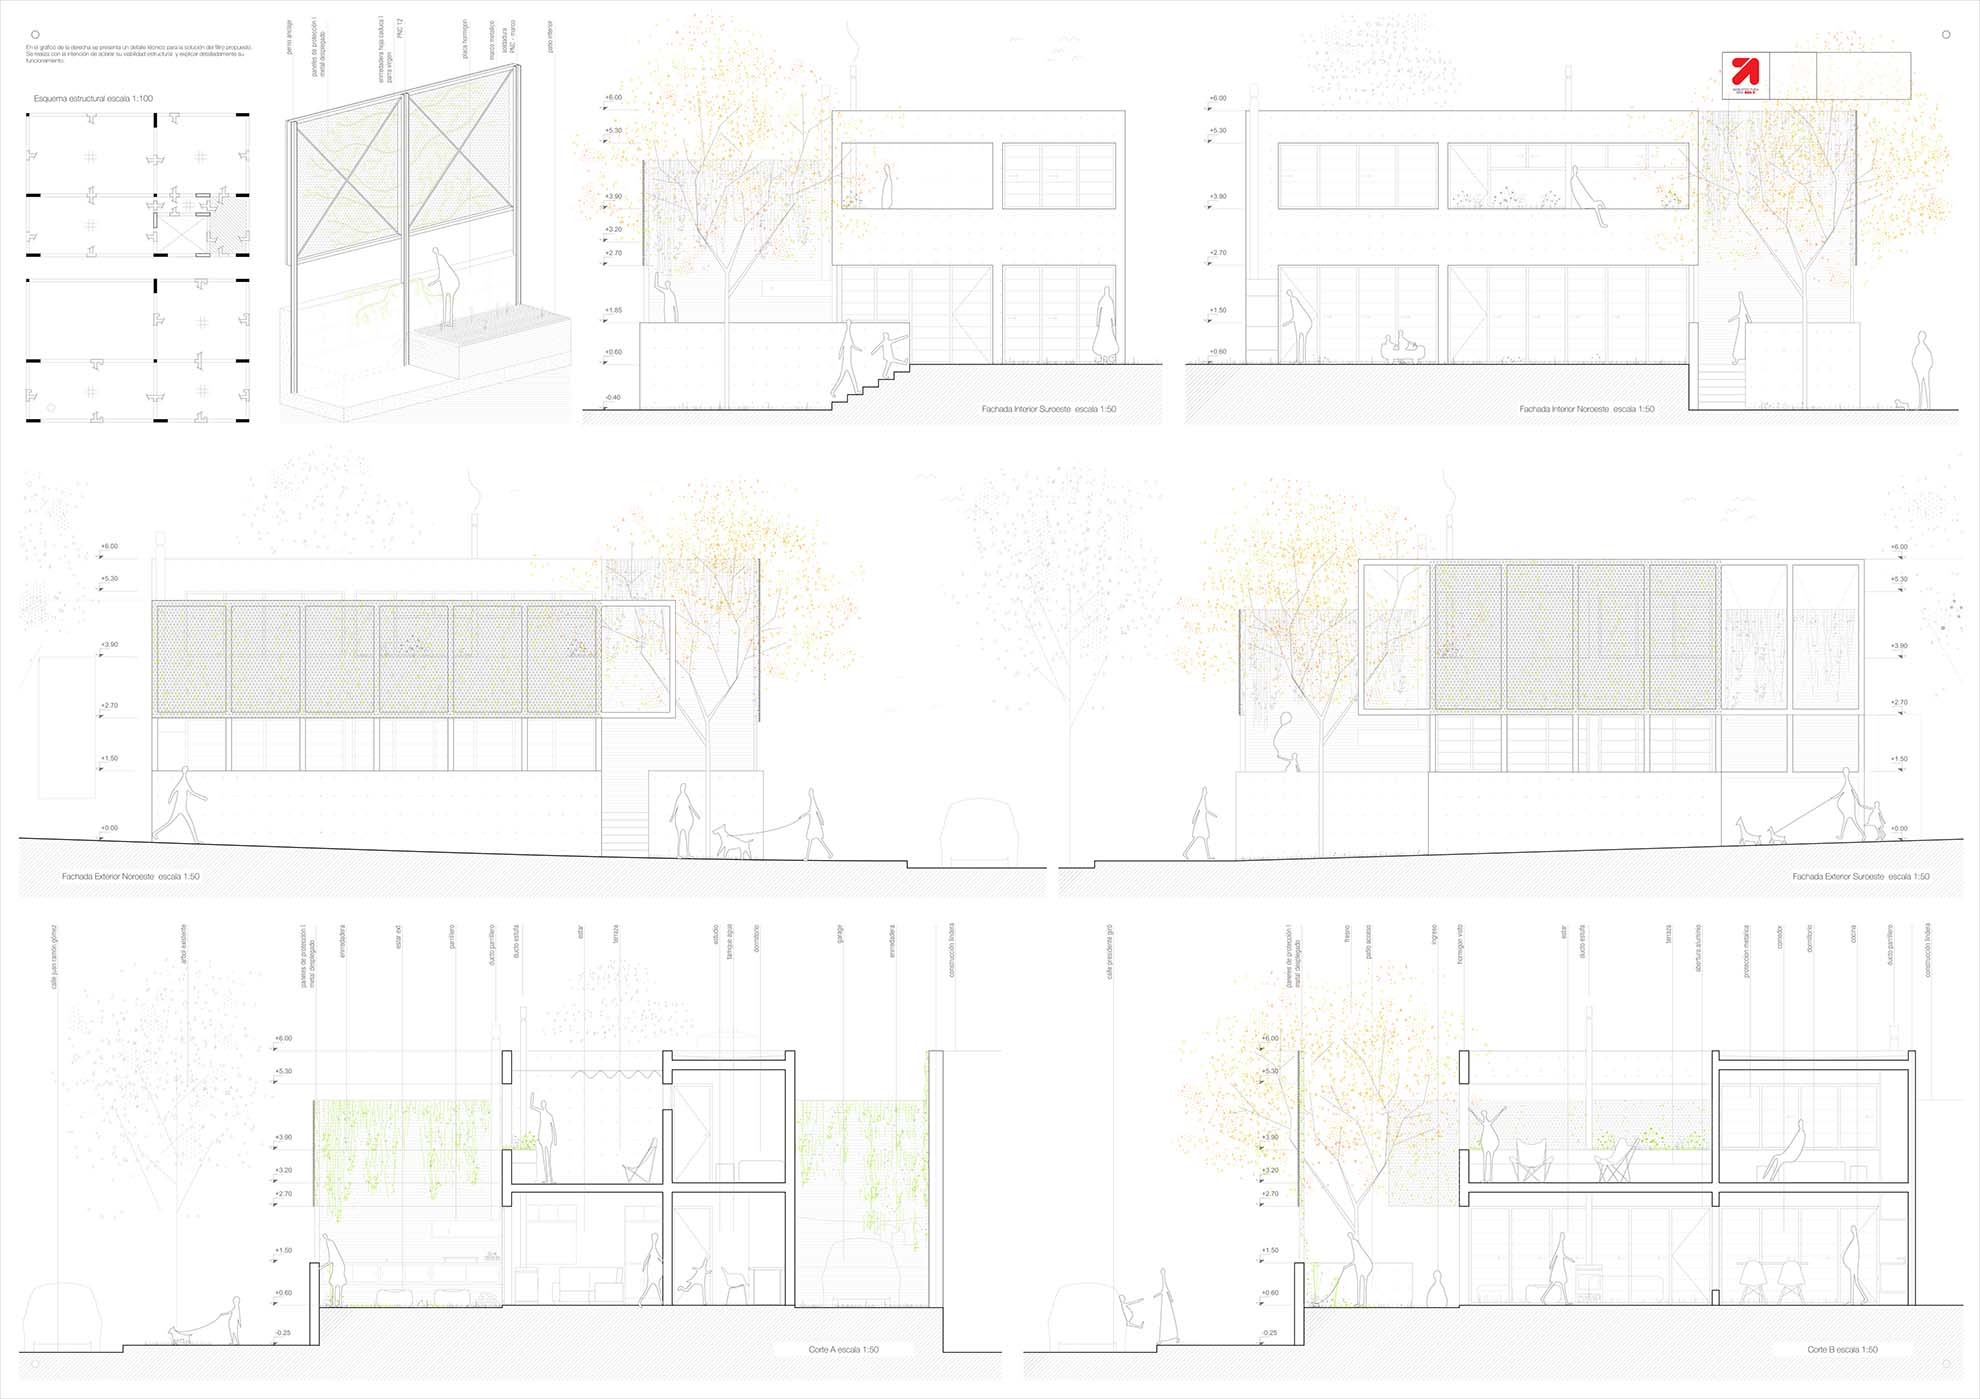 En el gráfico de la derecha se presenta un detalle técnico para la solución del filtro propuesto.
Se realiza con la intención de aclarar su viabilidad estructural y explicar detalladamente su
funcionamiento.
Esquema estructural escala 1:100
perno anclaje
paneles de protección I
metal desplegado
enredadera hoja caduca I
parra virgen
PNC 12
placa hormigon
marco metalico
soldadura
PNC - marco
patio interior
+6.00
+5.30
+3.90
+3.20
+2.70
+1.85
+0.60
-0.40
Fachada Interior Suroeste escala 1:50
+6.00
+5.30
+3.90
+2.70
+1.50
+0.60
Fachada Interior Noroeste escala 1:50
ARQUITECTURA
+6.00
+5.30
+3.90
+2.70
+1.50
+0.00
Fachada Exterior Noroeste escala 1:50
+6.00
+5.30
+3.90
+2.70
+1.50
+0.00
Fachada Exterior Suroeste escala 1:50
calle juan ramón gómez
arbol existente
paneles de protección I
metal desplegado
enredadera
estar ext
parrillero
ducto parrillero
ducto estufa
estar
terraza
estudio
tanque agua
dormitorio
garage
enredadera
construcción lindera
+6.00
+5.30
+3.90
+3.20
+2.70
+1.50
+0.60
-0.25
Corte A escala 1:50
calle presidente giró
paneles de protección I
metal desplegado
fresno
patio acceso
ingreso
hormigon visto
estar
ducto estufa
terraza
abertura aluminio
proteccion metalica
comedor
dormitorio
cocina
ducto parrillero
construcción lindera
+6.00
+5.30
+3.90
+3.20
+2.70
+1.50
+0.60
-0.25
Corte B escala 1:50